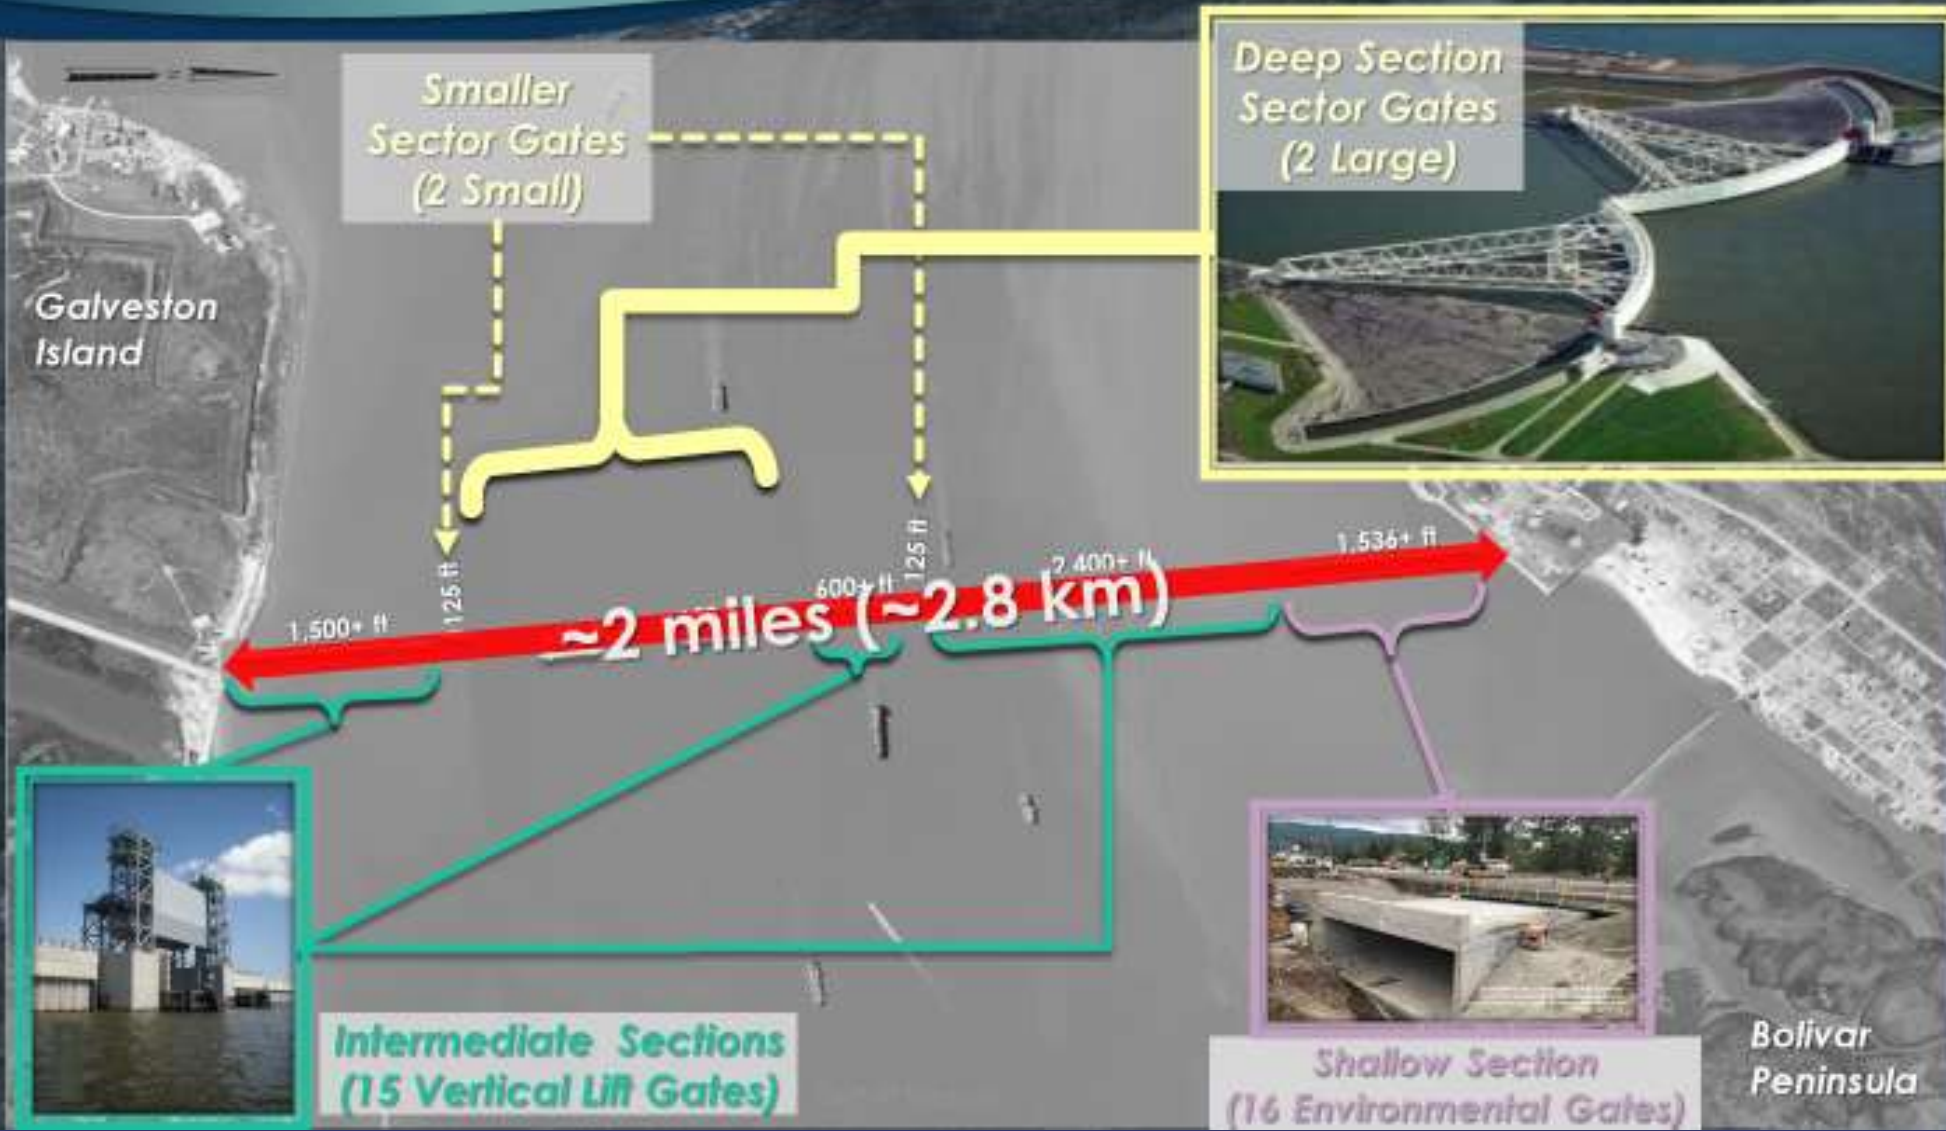 Smaller
Sector Gates
(2 Small)
Deep Section
Sector Gates
(2 Large)
Galveston
Island
1,500+ ft
125 ft
600+ ft
125 ft
2,400+ ft
1,536+ ft
~2 miles (~2.8 km)
Intermediate Sections
(15 Vertical Lift Gates)
Shallow Section
(16 Environmental Gates)
Bolivar
Peninsula